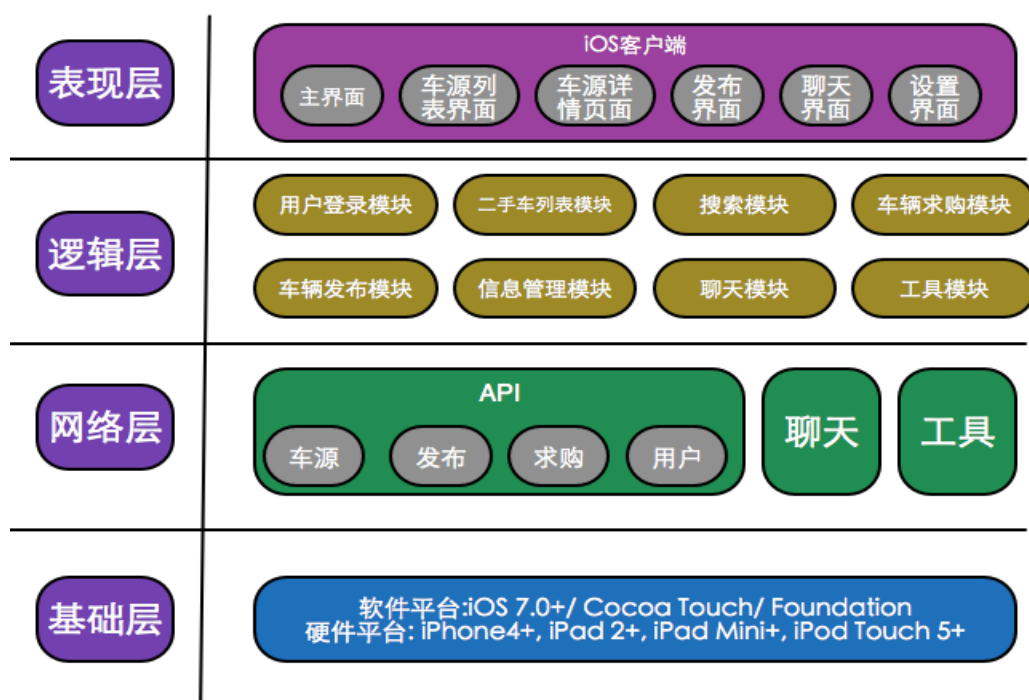 表现层
iOS客户端
主界面
车源列
表界面
车源详
情页面
发布
界面
聊天
界面
设置
界面
逻辑层
用户登录模块
二手车列表模块
搜索模块
车辆求购模块
车辆发布模块
信息管理模块
聊天模块
工具模块
网络层
API
车源
发布
求购
用户
聊天
工具
基础层
软件平台:iOS 7.0+/ Cocoa Touch/ Foundation
硬件平台: iPhone4+, iPad 2+, iPad Mini+, iPod Touch 5+